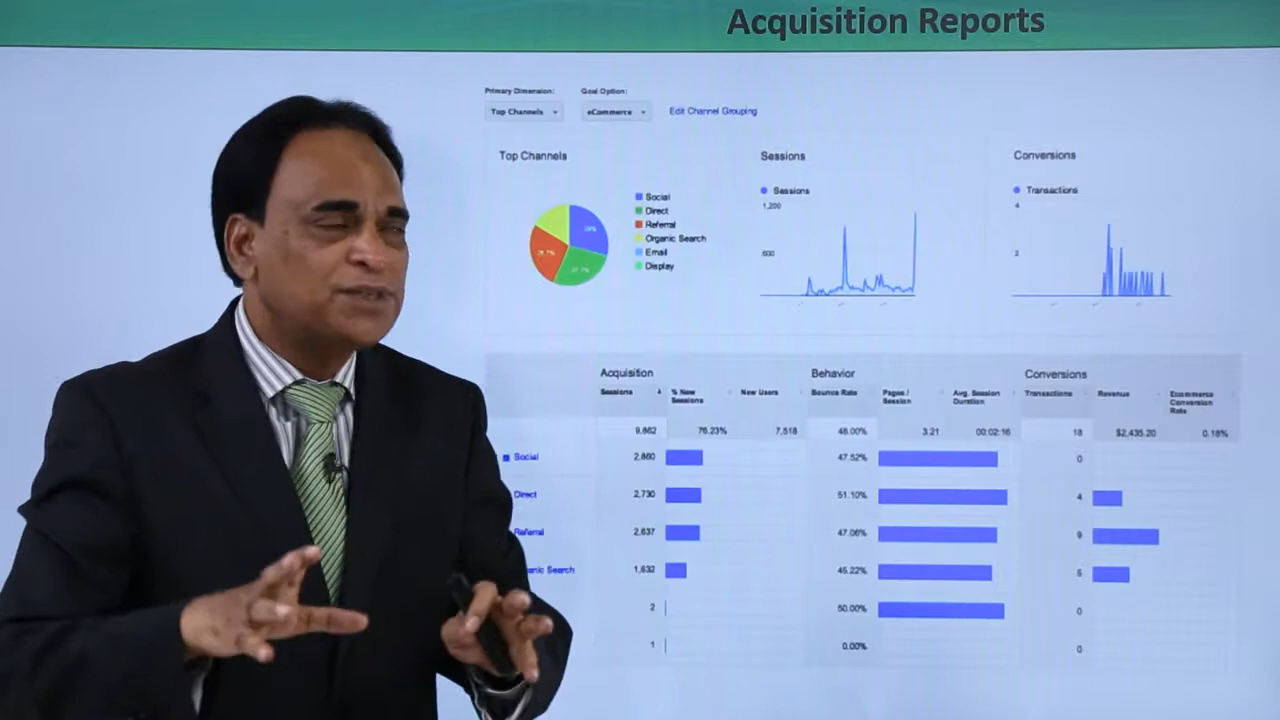 Acquisition Reports
Primary Dimension: Goal Option:
Top Channels eCommerce Edit Channel Grouping
Top Channels Sessions Conversions
Social
Direct
Referral
Organic Search
Email
Display
Sessions
1,200
600
Transactions
4
2
Acquisition Behavior Conversions
Sessions % New Sessions New Users Bounce Rate Pages / Session Avg. Session Duration Transactions Revenue Ecommerce Conversion Rate
9,862 76.23% 7,518 48.00% 3.21 00:02:16 18 $2,435.20 0.18%
Social 2,860 47.52% 0
Direct 2,730 51.10% 4
Referral 2,637 47.06% 9
anic Search 1,632 45.22% 5
2 50.00% 0
1 0.00% 0